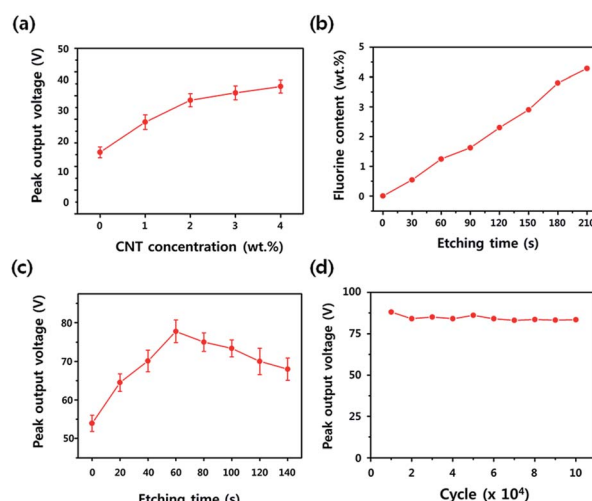 (a)
Peak output voltage (V)
50
40
30
20
10
0
0 1 2 3 4
CNT concentration (wt.%)
(b)
Fluorine content (wt.%)
5
4
3
2
1
0
0 30 60 90 120 150 180 210
Etching time (s)
(c)
Peak output voltage (V)
80
70
60
50
0 20 40 60 80 100 120 140
Etching time (s)
(d)
Peak output voltage (V)
100
75
50
25
0
0 2 4 6 8 10
Cycle (x 10⁴)